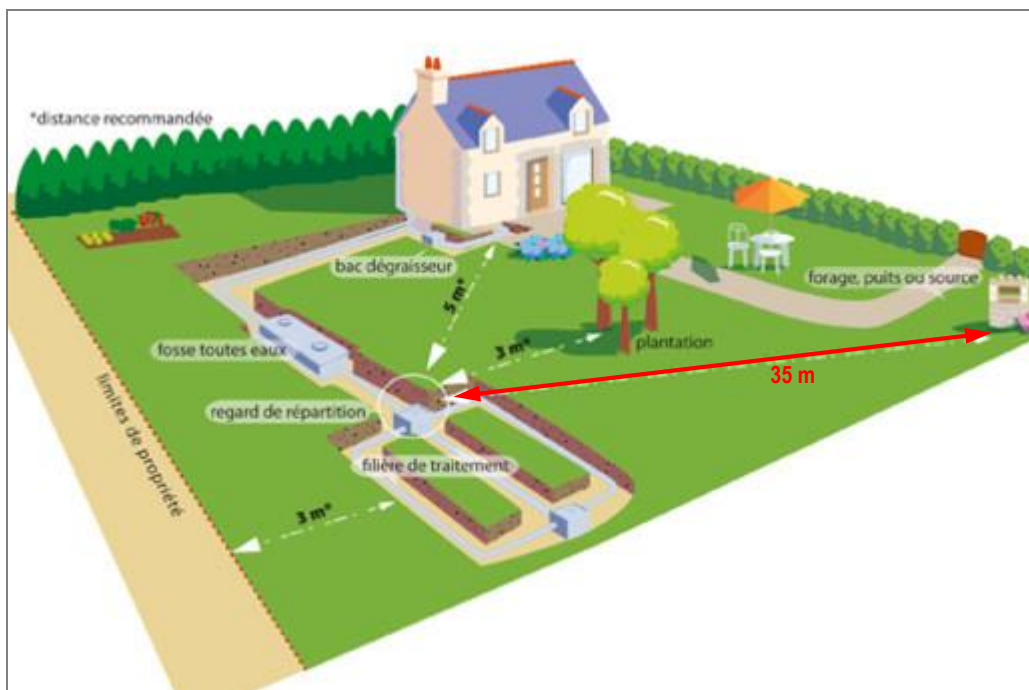 *distance recommandée
bac dégraisseur
forage, puits ou source
5 m*
fosse toutes eaux
3 m*
plantation
35 m
limites de propriété
regard de répartition
filière de traitement
3 m*